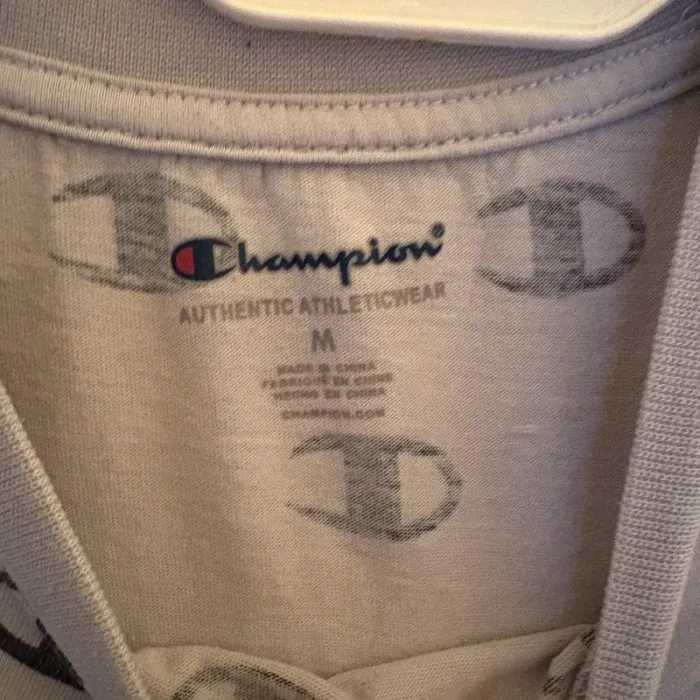 Champion®
AUTHENTIC ATHLETICWEAR
M
MADE IN CHINA
FABRIQUÉ EN CHINE
HECHO EN CHINA
CHAMPION.COM